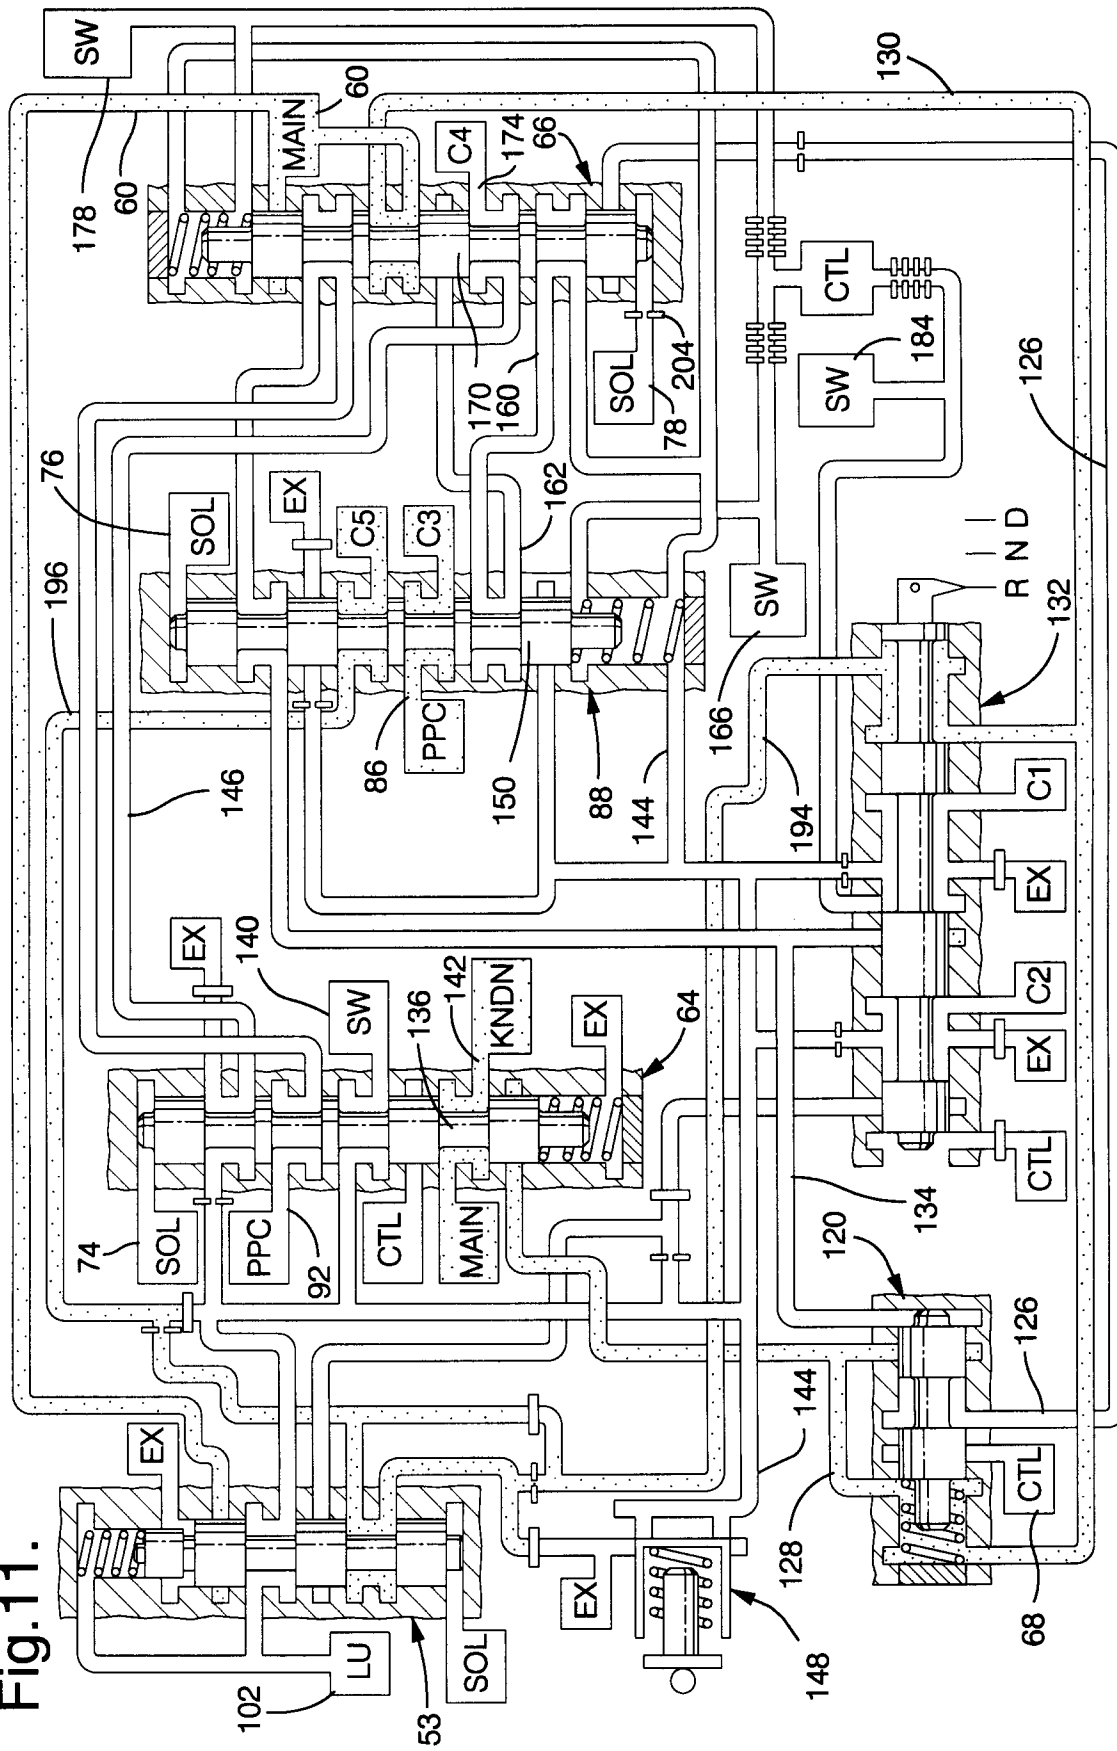 Fig.11.
SW
178
60
MAIN
60
130
C4
174
66
170
160
SOL
78
204
CTL
SW
184
126
196
76
SOL
EX
C5
C3
162
146
86
PPC
150
88
144
SW
166
194
R N D
132
C1
EX
C2
EX
CTL
134
EX
140
SW
136
142
KNDN
EX
64
74
SOL
PPC
92
CTL
MAIN
120
126
144
128
CTL
68
EX
LU
102
53
SOL
EX
148